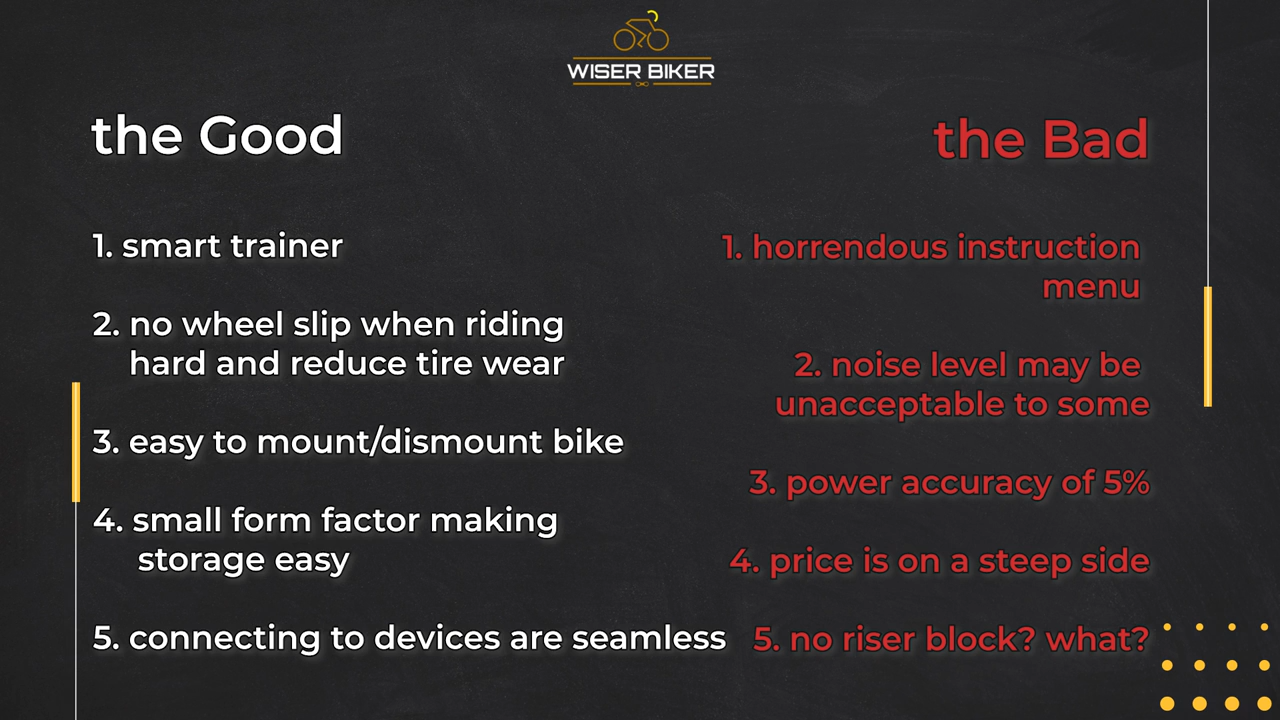 WISER BIKER
the Good
1. smart trainer
2. no wheel slip when riding
hard and reduce tire wear
3. easy to mount/dismount bike
4. small form factor making
storage easy
5. connecting to devices are seamless
the Bad
1. horrendous instruction
menu
2. noise level may be
unacceptable to some
3. power accuracy of 5%
4. price is on a steep side
5. no riser block? what?